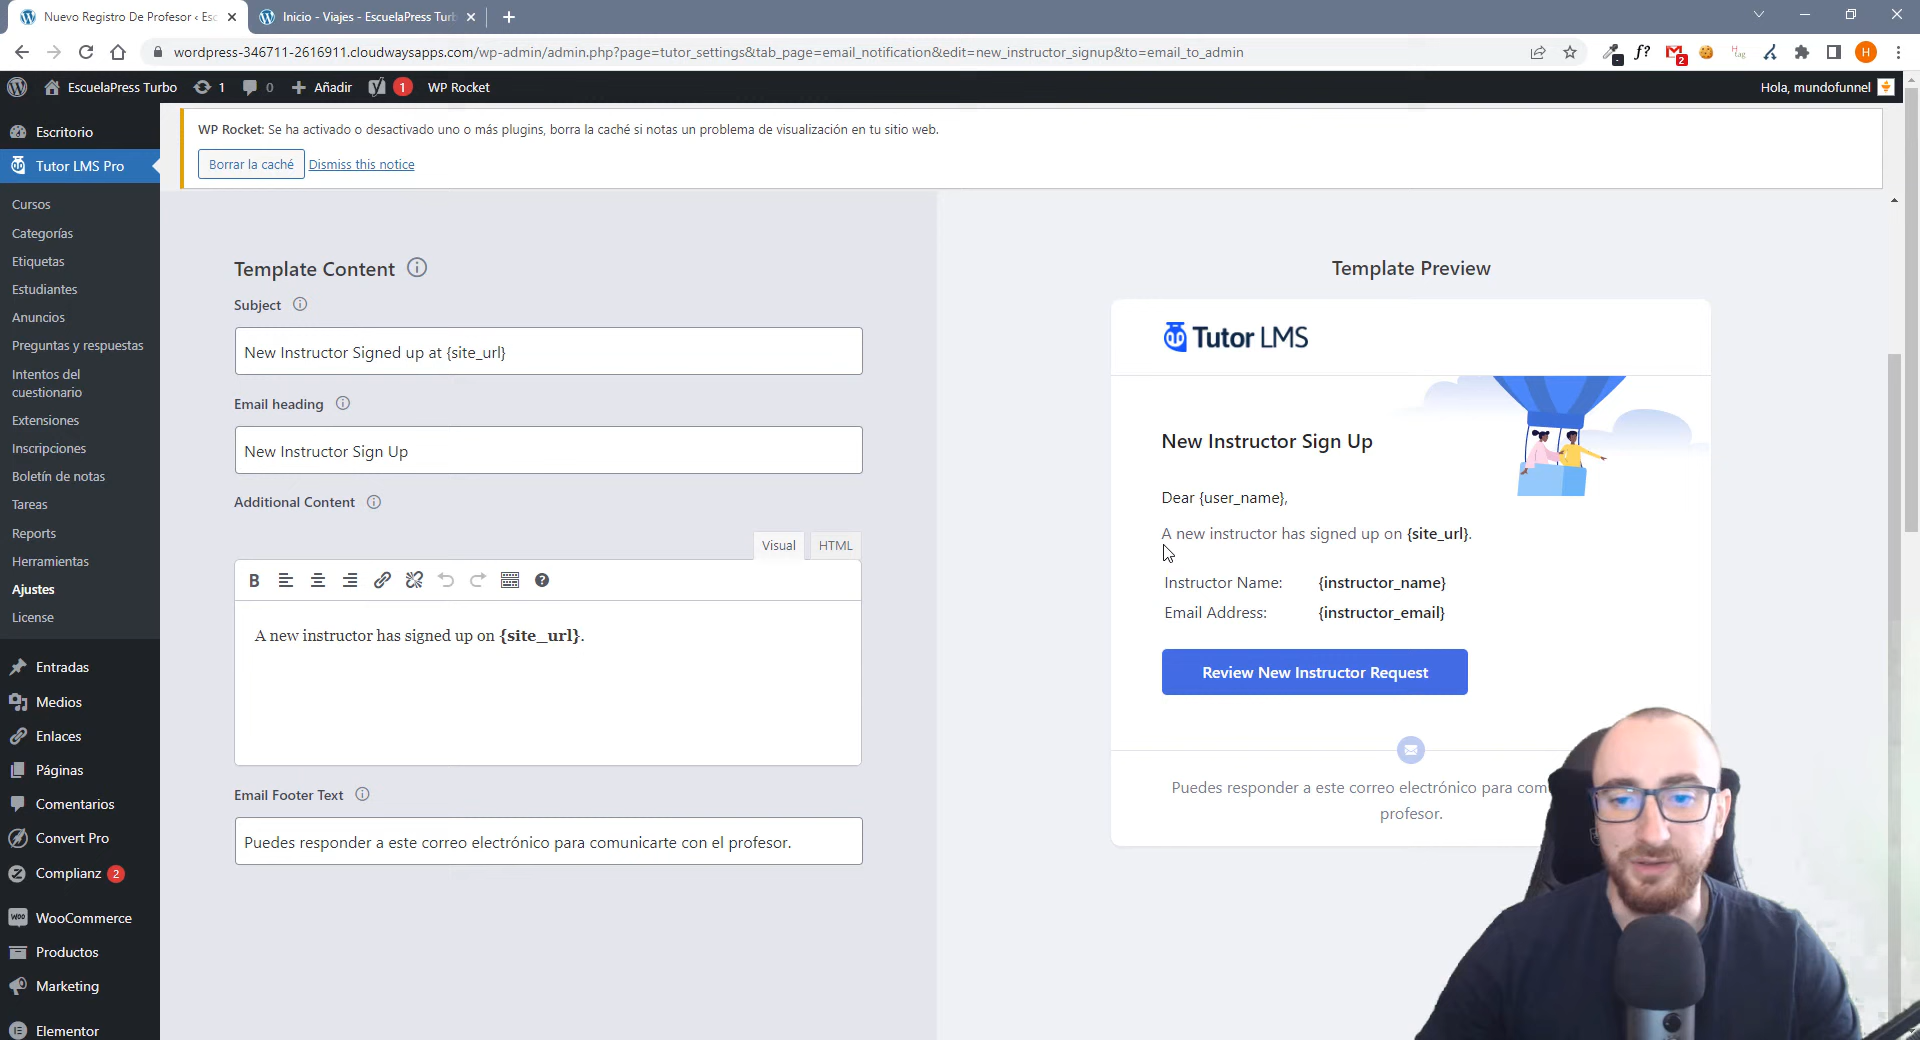 Nuevo Registro De Profesor ‹ Esc
Inicio - Viajes - EscuelaPress Turb
wordpress-346711-2616911.cloudwaysapps.com/wp-admin/admin.php?page=tutor_settings&tab_page=email_notification&edit=new_instructor_signup&to=email_to_admin
f?
2
H
EscuelaPress Turbo
1
0
Añadir
1
WP Rocket
Hola, mundofunnel
Escritorio
Tutor LMS Pro
Cursos
Categorías
Etiquetas
Estudiantes
Anuncios
Preguntas y respuestas
Intentos del
cuestionario
Extensiones
Inscripciones
Boletín de notas
Tareas
Reports
Herramientas
Ajustes
License
Entradas
Medios
Enlaces
Páginas
Comentarios
Convert Pro
Complianz 2
WooCommerce
Productos
Marketing
Elementor
WP Rocket: Se ha activado o desactivado uno o más plugins, borra la caché si notas un problema de visualización en tu sitio web.
Borrar la caché
Dismiss this notice
Template Content
Subject
New Instructor Signed up at {site_url}
Email heading
New Instructor Sign Up
Additional Content
Visual
HTML
B
A new instructor has signed up on {site_url}.
Email Footer Text
Puedes responder a este correo electrónico para comunicarte con el profesor.
Template Preview
Tutor LMS
New Instructor Sign Up
Dear {user_name},
A new instructor has signed up on {site_url}.
Instructor Name: {instructor_name}
Email Address: {instructor_email}
Review New Instructor Request
Puedes responder a este correo electrónico para com
profesor.